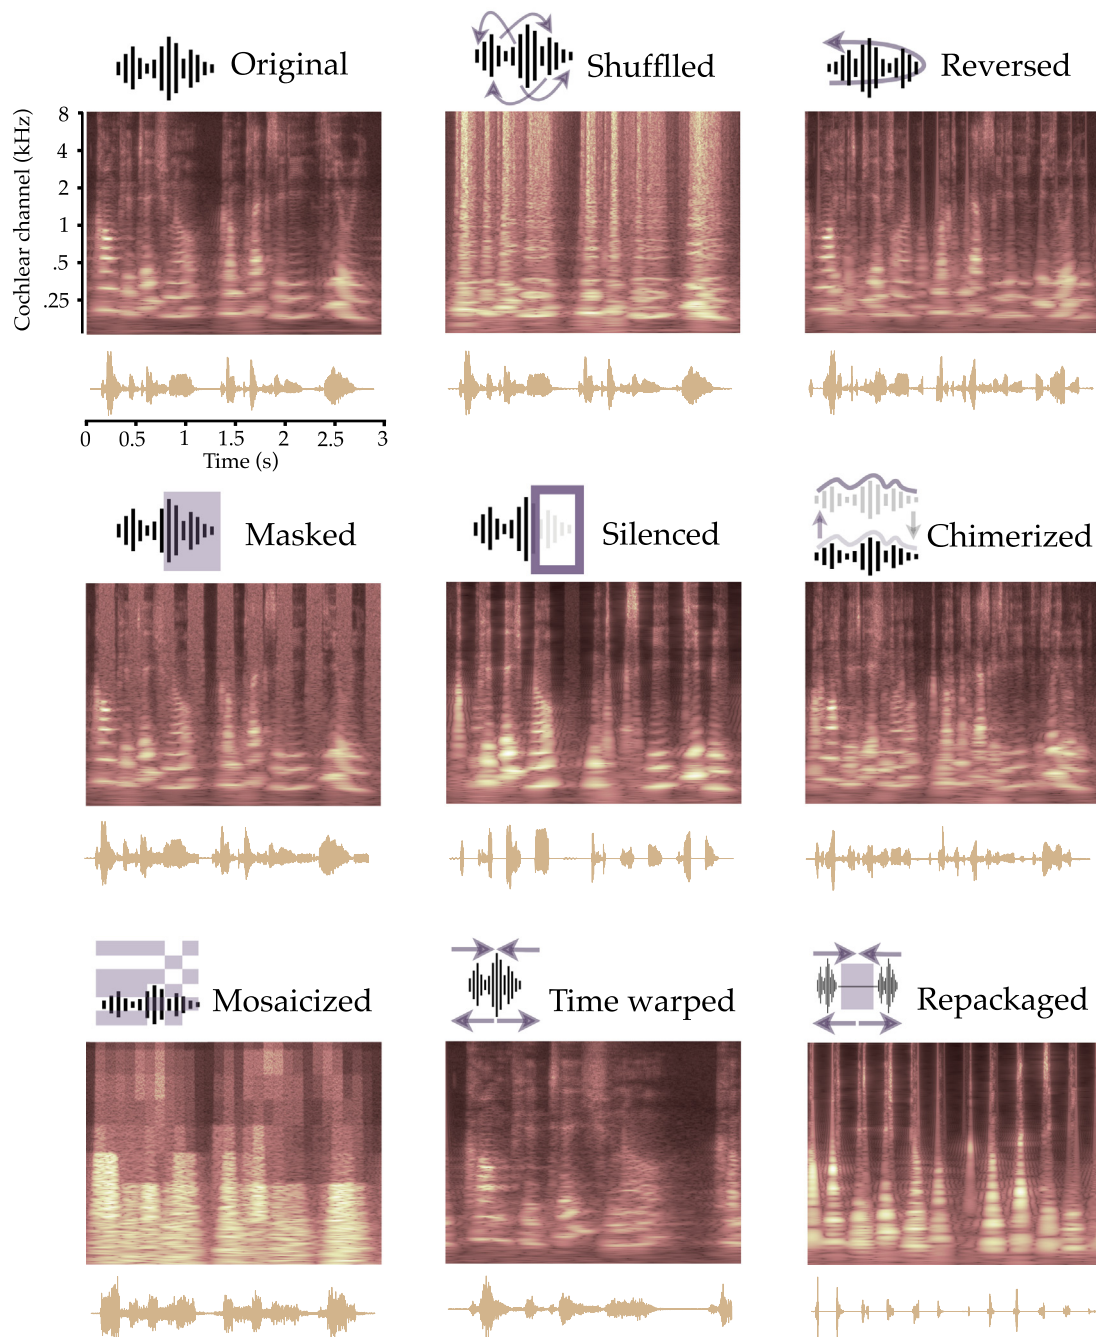 Original
Shufflled
Reversed
Cochlear channel (kHz)
8
4
2
1
.5
.25
0 0.5 1 1.5 2 2.5 3
Time (s)
Masked
Silenced
Chimerized
Mosaicized
Time warped
Repackaged